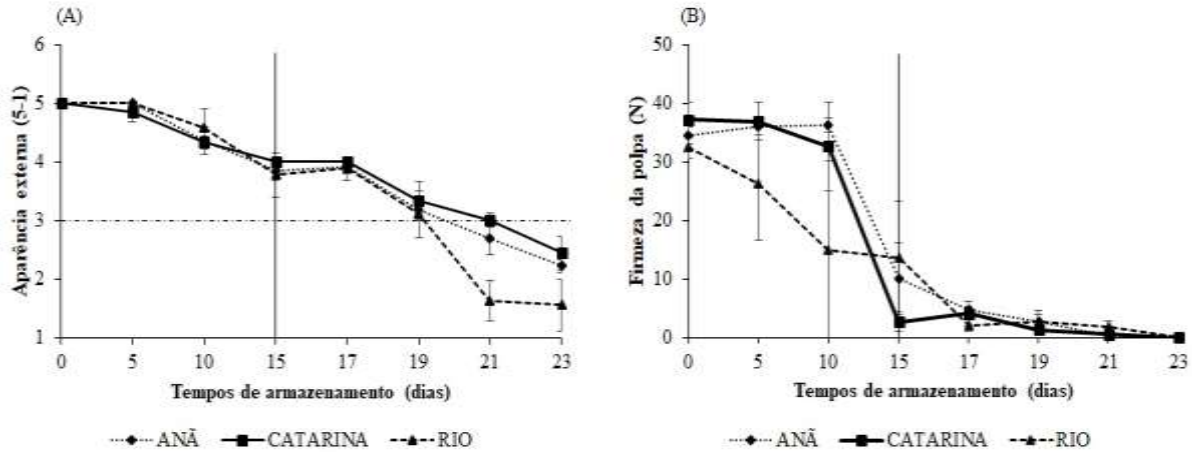 (A)
Aparência externa (5-1)
6
5
4
3
2
1
0 5 10 15 17 19 21 23
Tempos de armazenamento (dias)
ANÃ CATARINA RIO
(B)
Firmeza da polpa (N)
50
40
30
20
10
0
0 5 10 15 17 19 21 23
Tempos de armazenamento (dias)
ANÃ CATARINA RIO